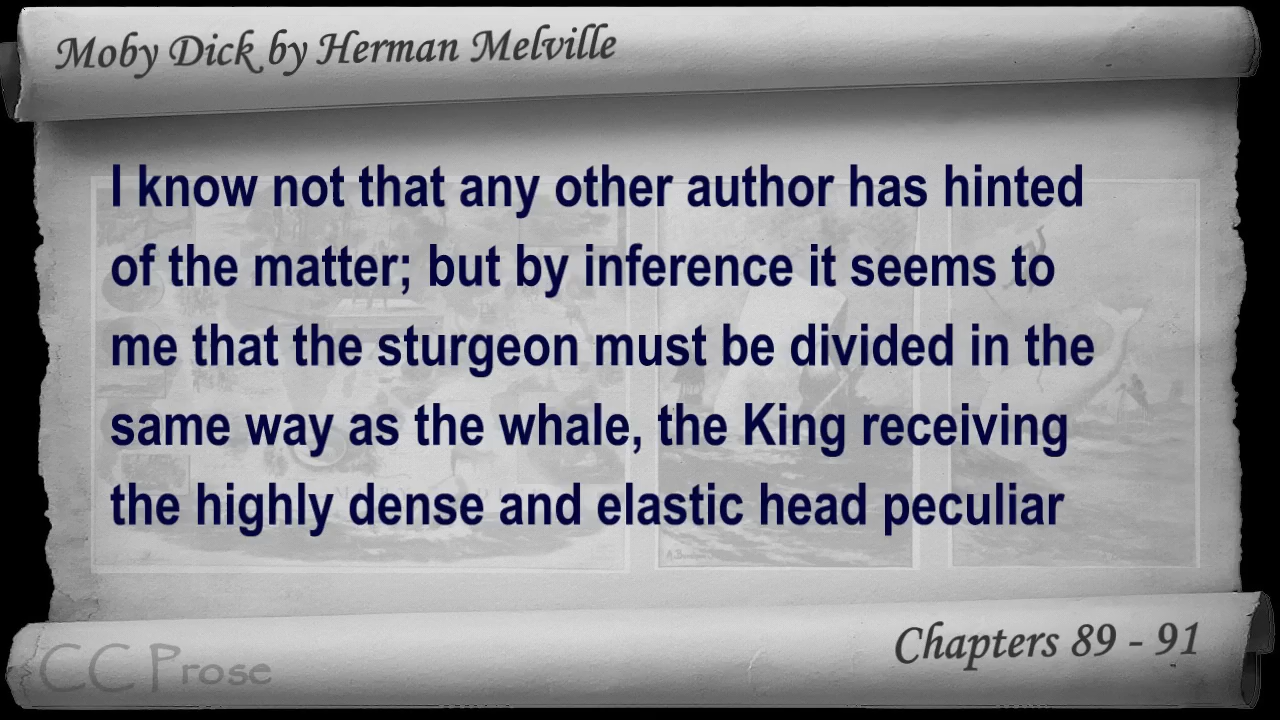 Moby Dick by Herman Melville
I know not that any other author has hinted
of the matter; but by inference it seems to
me that the sturgeon must be divided in the
same way as the whale, the King receiving
the highly dense and elastic head peculiar
Chapters 89 - 91
CC Prose